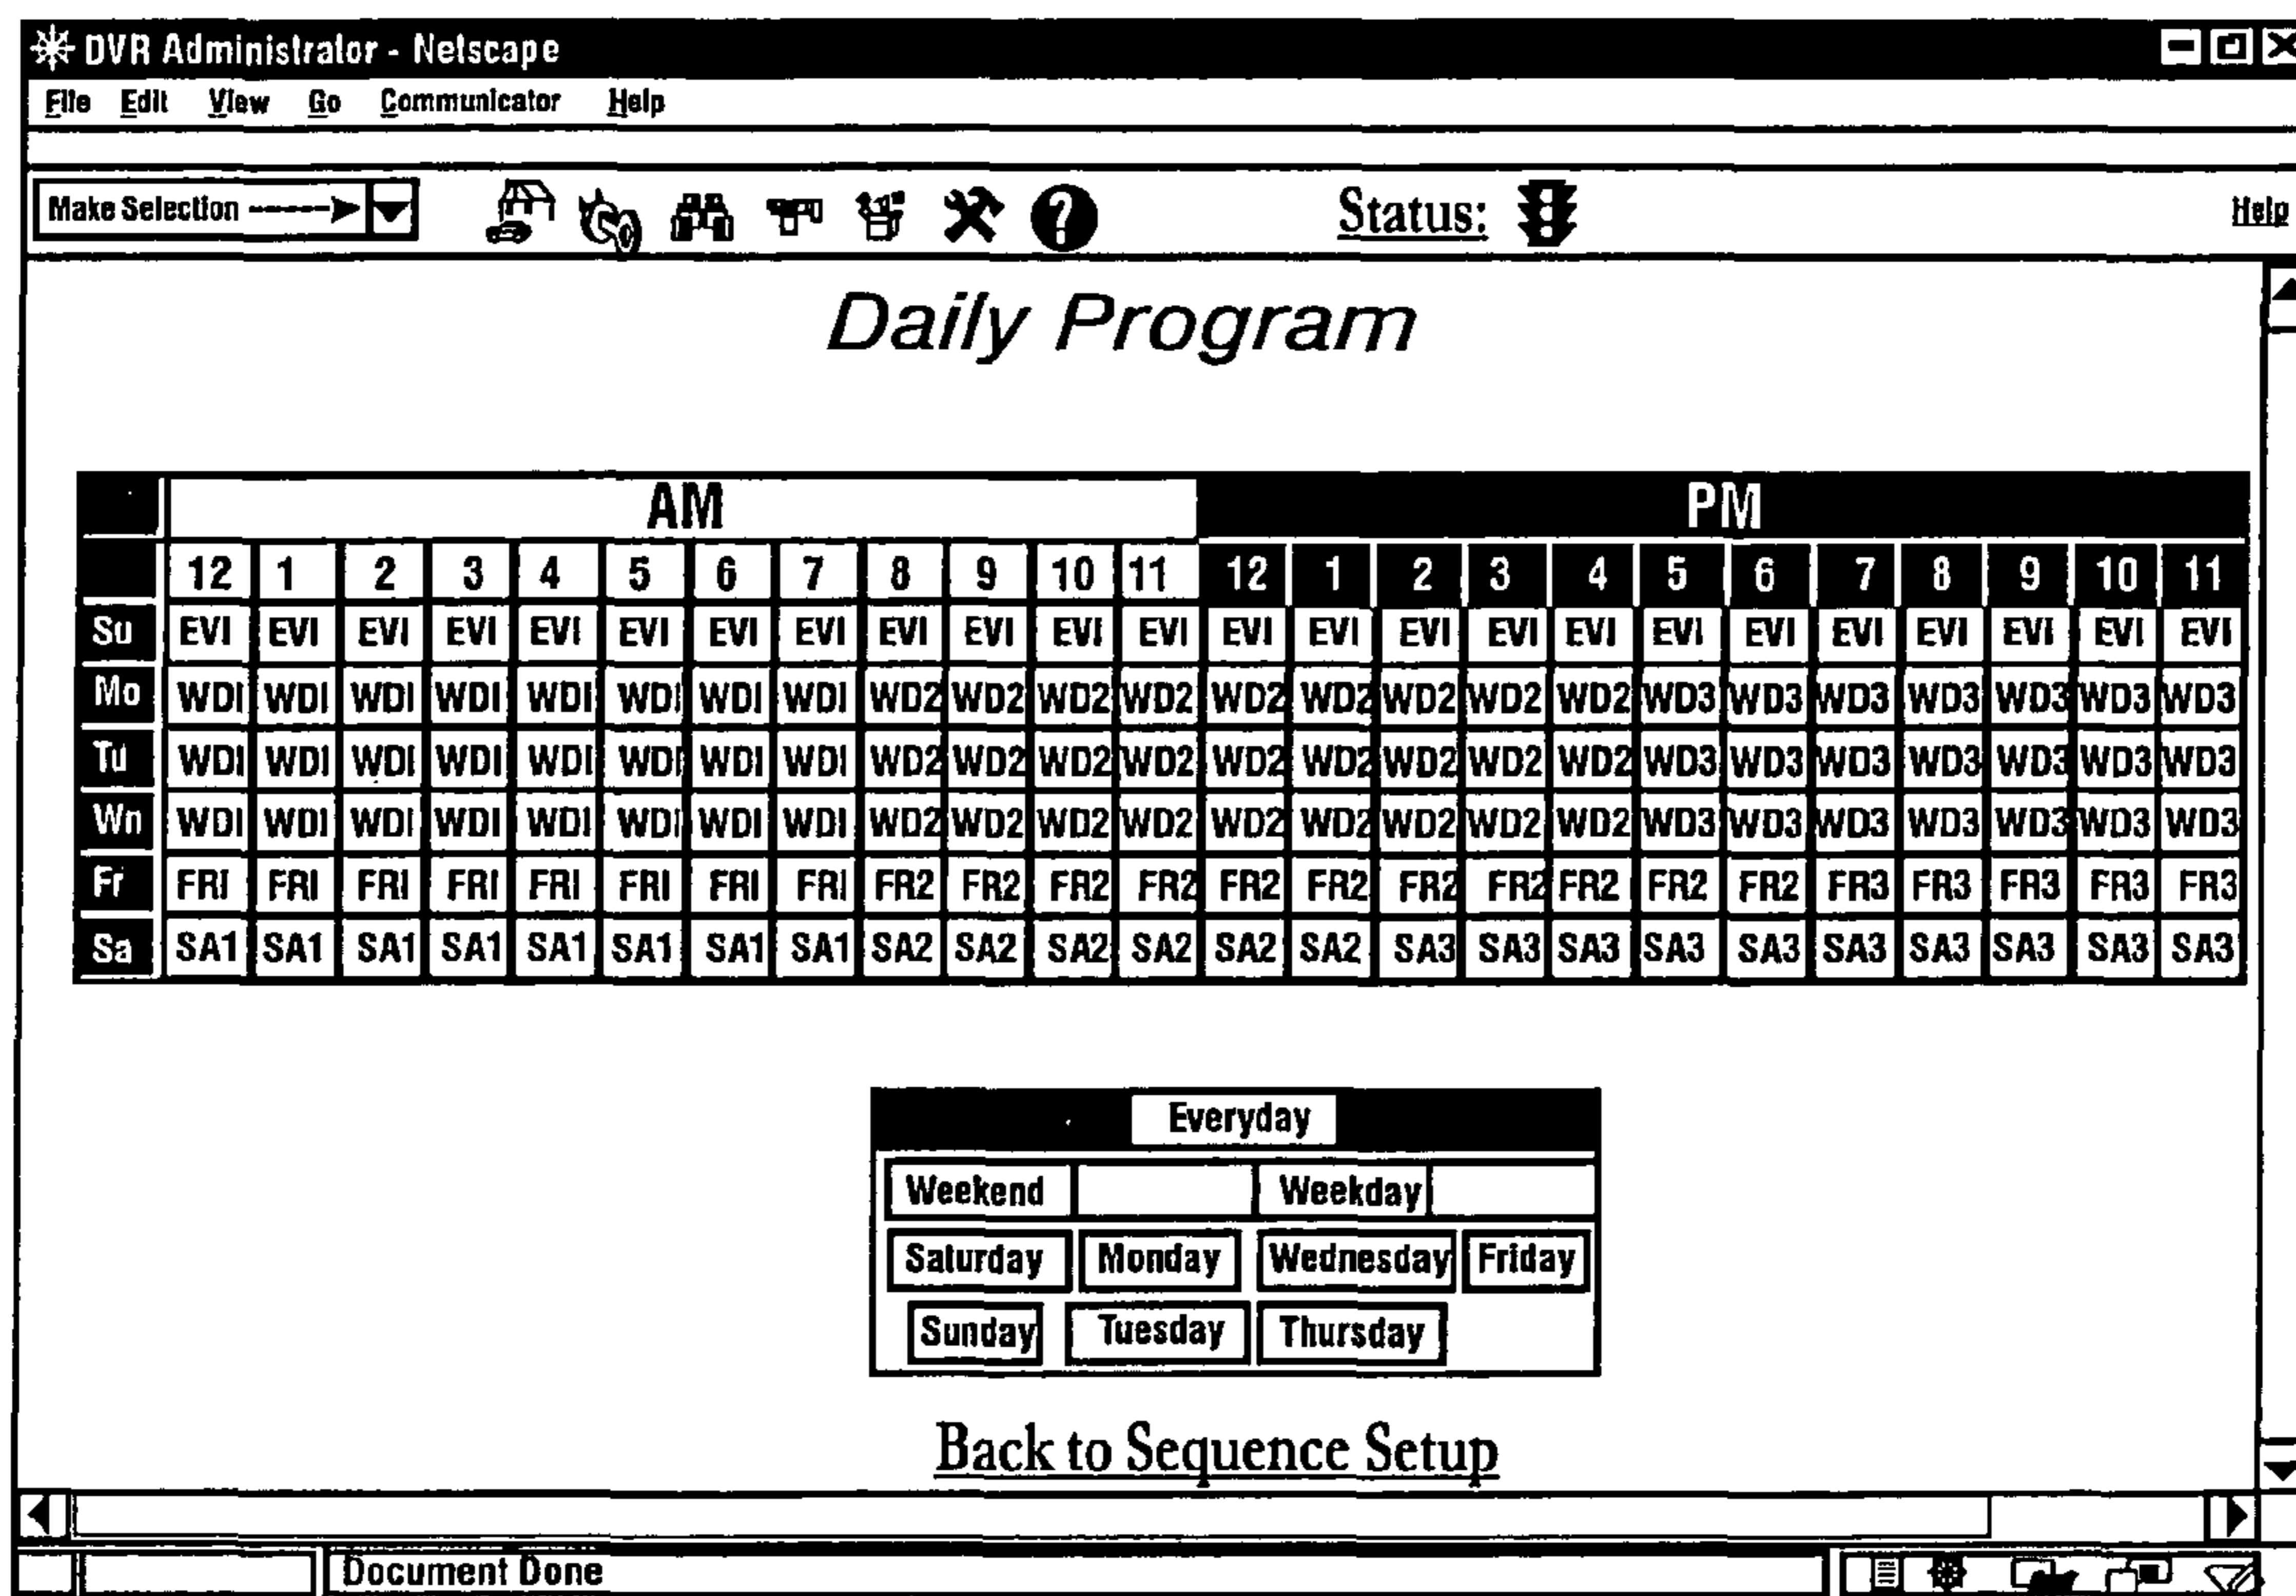 DVR Administrator - Netscape
File Edit View Go Communicator Help
Make Selection Status: Help
Daily Program
AM PM
12 1 2 3 4 5 6 7 8 9 10 11 12 1 2 3 4 5 6 7 8 9 10 11
Su EVI EVI EVI EVI EVI EVI EVI EVI EVI EVI EVI EVI EVI EVI EVI EVI EVI EVI EVI EVI EVI EVI EVI EVI
Mo WDI WDI WDI WDI WDI WDI WDI WDI WD2 WD2 WD2 WD2 WD2 WD2 WD2 WD2 WD2 WD3 WD3 WD3 WD3 WD3 WD3 WD3
Tu WDI WDI WDI WDI WDI WDI WDI WDI WD2 WD2 WD2 WD2 WD2 WD2 WD2 WD2 WD2 WD3 WD3 WD3 WD3 WD3 WD3 WD3
Wn WDI WDI WDI WDI WDI WDI WDI WDI WD2 WD2 WD2 WD2 WD2 WD2 WD2 WD2 WD2 WD3 WD3 WD3 WD3 WD3 WD3 WD3
Fr FRI FRI FRI FRI FRI FRI FRI FRI FR2 FR2 FR2 FR2 FR2 FR2 FR2 FR2 FR2 FR2 FR2 FR3 FR3 FR3 FR3 FR3
Sa SA1 SA1 SA1 SA1 SA1 SA1 SA1 SA1 SA2 SA2 SA2 SA2 SA2 SA2 SA3 SA3 SA3 SA3 SA3 SA3 SA3 SA3 SA3 SA3
Everyday
Weekend Weekday
Saturday Monday Wednesday Friday
Sunday Tuesday Thursday
Back to Sequence Setup
Document Done